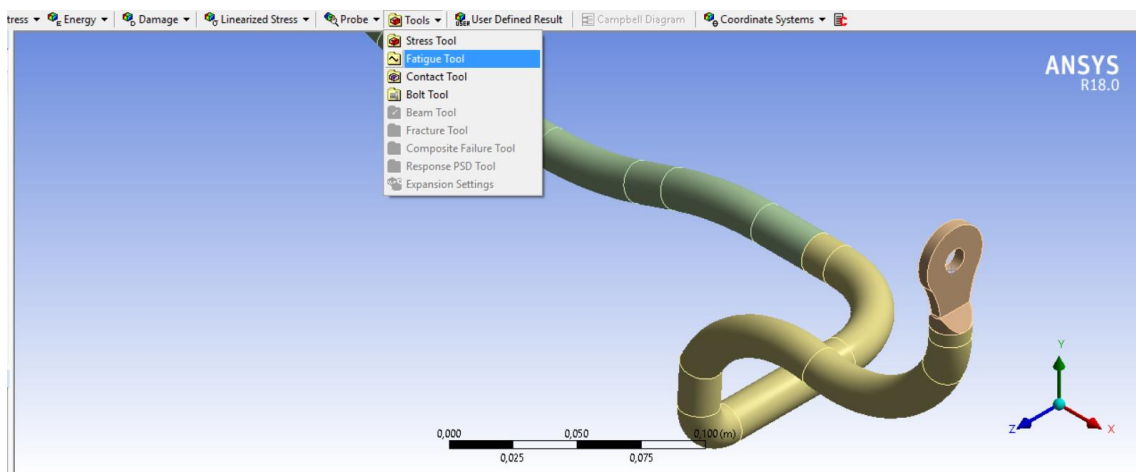 tress Energy Damage Linearized Stress Probe Tools User Defined Result Campbell Diagram Coordinate Systems
Stress Tool
Fatigue Tool
Contact Tool
Bolt Tool
Beam Tool
Fracture Tool
Composite Failure Tool
Response PSD Tool
Expansion Settings
ANSYS
R18.0
0,000 0,050 0,100 (m)
0,025 0,075
Y
Z X